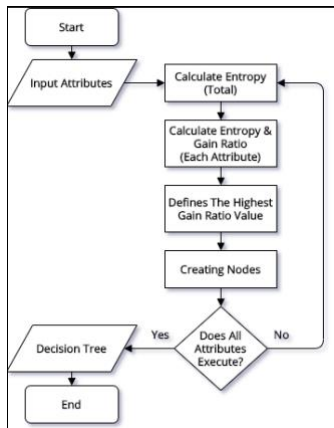 Start
Input Attributes
Calculate Entropy
(Total)
Calculate Entropy &
Gain Ratio
(Each Attribute)
Defines The Highest
Gain Ratio Value
Creating Nodes
Does All
Attributes
Execute?
Yes
No
Decision Tree
End